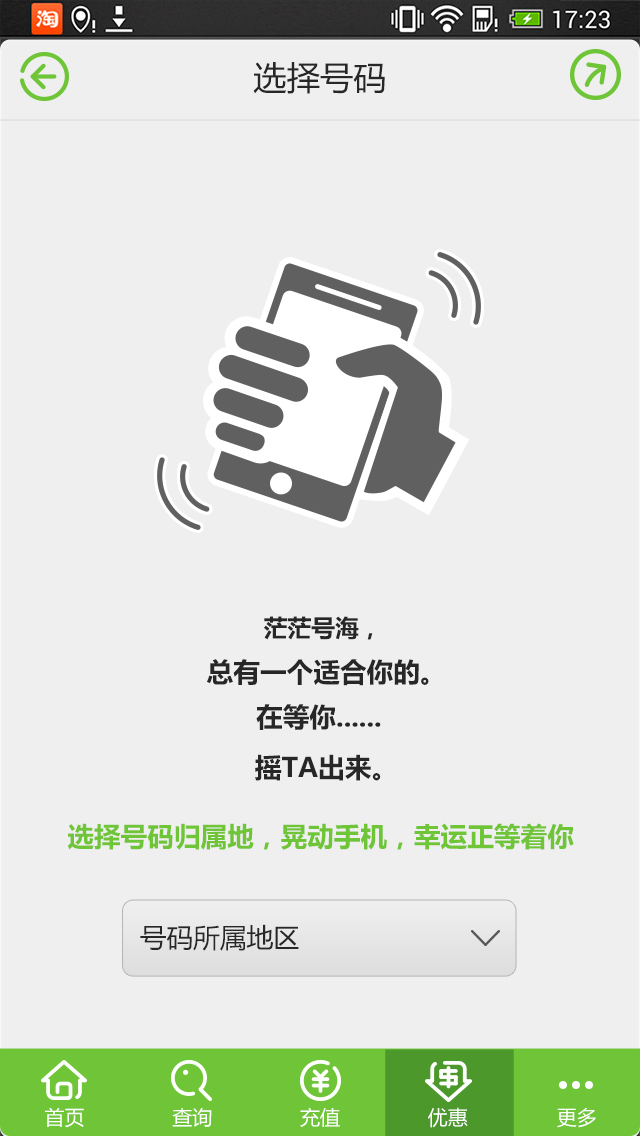 淘
17:23
选择号码
茫茫号海，
总有一个适合你的。
在等你......
摇TA出来。
选择号码归属地，晃动手机，幸运正等着你
号码所属地区
首页
查询
充值
优惠
更多